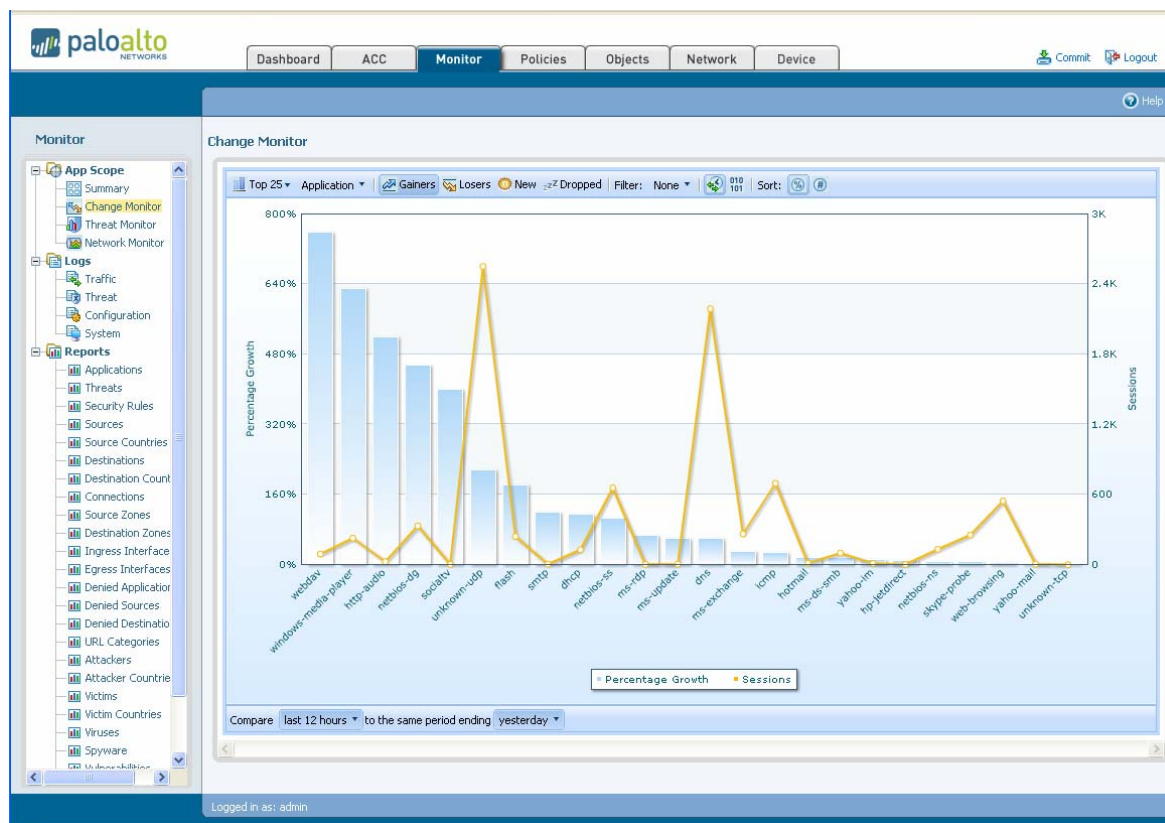 paloalto
NETWORKS
Dashboard
ACC
Monitor
Policies
Objects
Network
Device
Commit
Logout
Help
Monitor
App Scope
Summary
Change Monitor
Threat Monitor
Network Monitor
Logs
Traffic
Threat
Configuration
System
Reports
Applications
Threats
Security Rules
Sources
Source Countries
Destinations
Destination Count
Connections
Source Zones
Destination Zones
Ingress Interface
Egress Interfaces
Denied Application
Denied Sources
Denied Destinatio
URL Categories
Attackers
Attacker Countrie
Victims
Victim Countries
Viruses
Spyware
Vulnerabilities
Change Monitor
Top 25 Application Gainers Losers New zzZ Dropped Filter: None 010 101 Sort: % #
800%
640%
480%
320%
160%
0%
Percentage Growth
3K
2.4K
1.8K
1.2K
600
0
Sessions
webdav
windows-media-player
http-audio
netbios-dg
socialtv
unknown-udp
flash
smtp
dhcp
netbios-ss
ms-rdp
ms-update
dns
ms-exchange
icmp
hotmail
ms-ds-smb
yahoo-im
hp-jetdirect
netbios-ns
skype-probe
web-browsing
yahoo-mail
unknown-tcp
Percentage Growth Sessions
Compare last 12 hours to the same period ending yesterday
Logged in as: admin